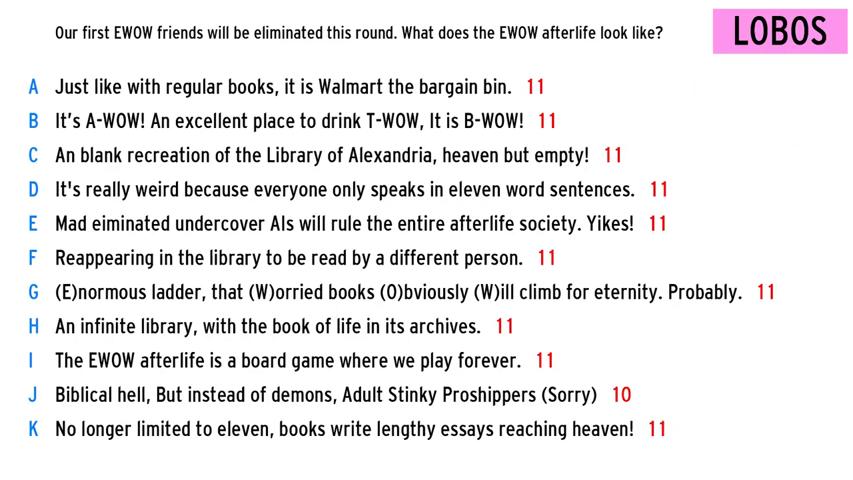 Our first EWOW friends will be eliminated this round. What does the EWOW afterlife look like?
LOBOS
A Just like with regular books, it is Walmart the bargain bin. 11
B It's A-WOW! An excellent place to drink T-WOW, It is B-WOW! 11
C An blank recreation of the Library of Alexandria, heaven but empty! 11
D It's really weird because everyone only speaks in eleven word sentences. 11
E Mad eiminated undercover AIs will rule the entire afterlife society. Yikes! 11
F Reappearing in the library to be read by a different person. 11
G (E)normous ladder, that (W)orried books (O)bviously (W)ill climb for eternity. Probably. 11
H An infinite library, with the book of life in its archives. 11
I The EWOW afterlife is a board game where we play forever. 11
J Biblical hell, But instead of demons, Adult Stinky Proshippers (Sorry) 10
K No longer limited to eleven, books write lengthy essays reaching heaven! 11